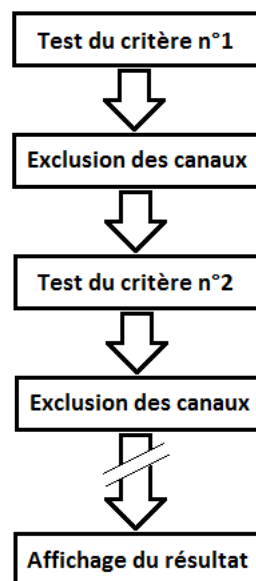 Test du critère n°1
Exclusion des canaux
Test du critère n°2
Exclusion des canaux
Affichage du résultat